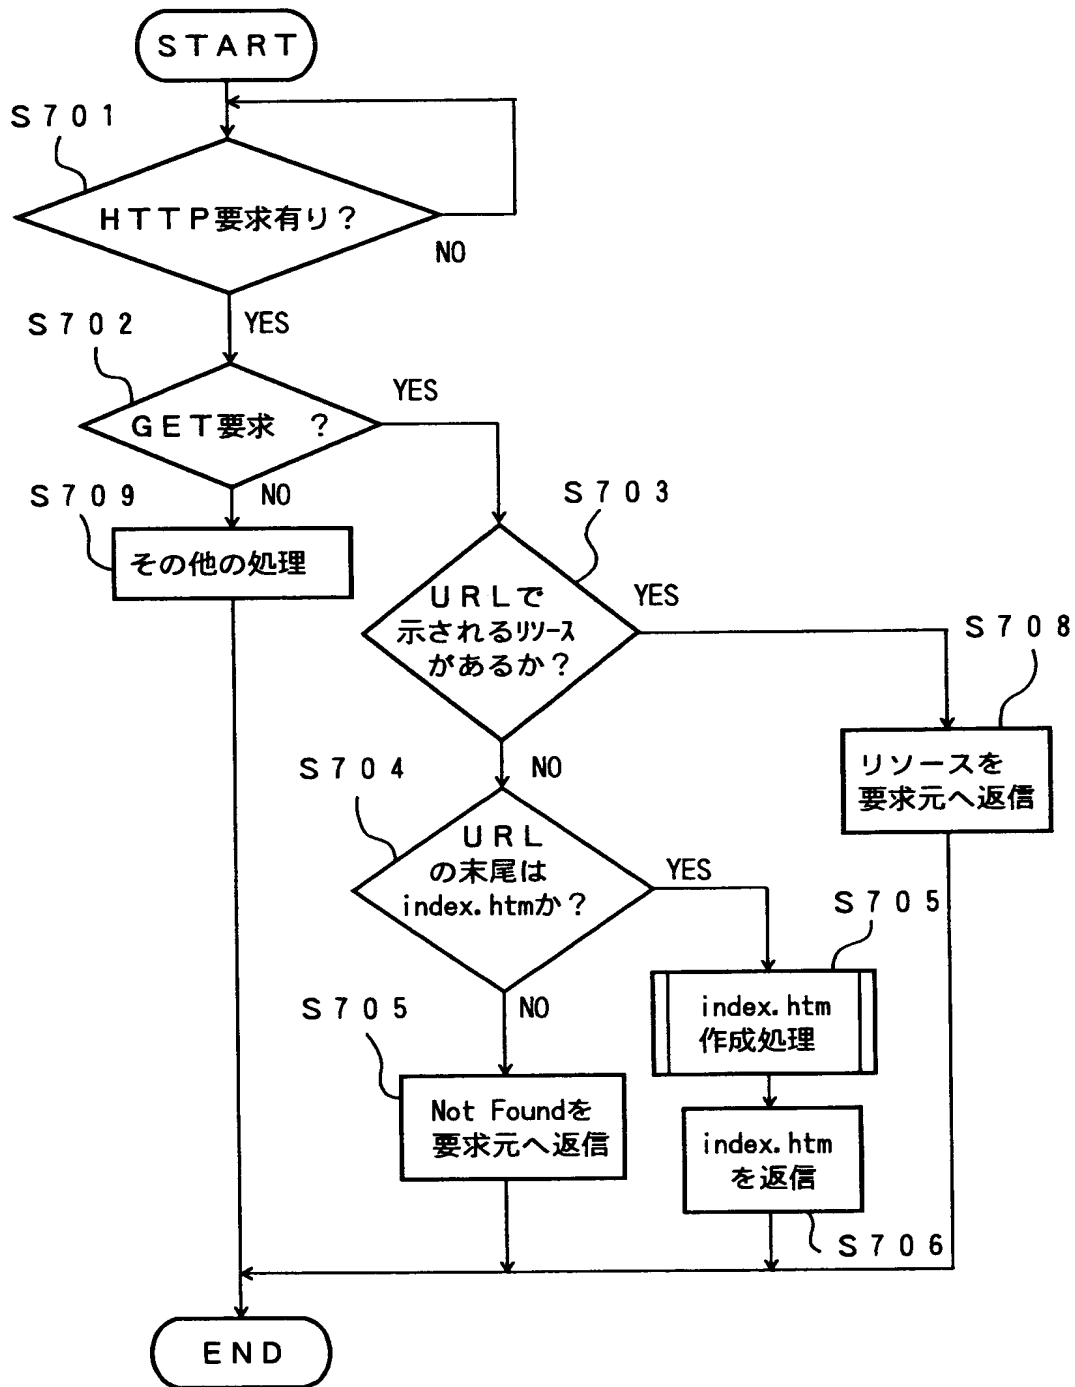 START
S701
HTTP要求有り?
NO
YES
S702
GET要求 ?
YES
NO
S709
その他の処理
S703
URLで
示されるリソース
があるか?
YES
NO
S708
リソースを
要求元へ返信
S704
URL
の末尾は
index.htmか?
YES
NO
S705
index.htm
作成処理
S705
Not Foundを
要求元へ返信
index.htm
を返信
S706
END